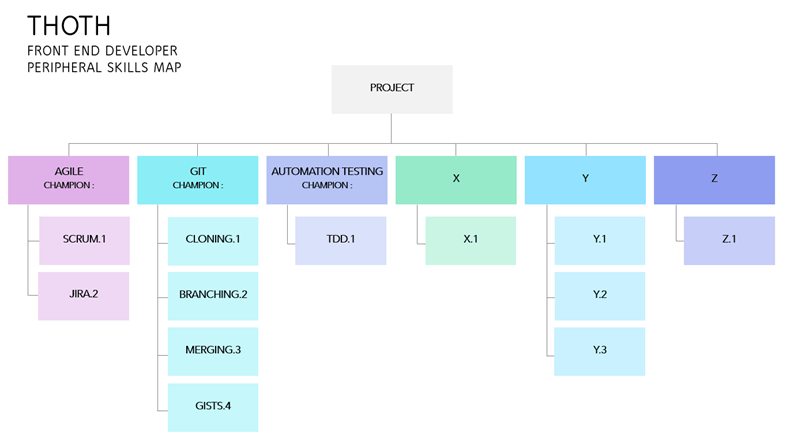 THOTH
FRONT END DEVELOPER
PERIPHERAL SKILLS MAP
PROJECT
AGILE
CHAMPION :
GIT
CHAMPION :
AUTOMATION TESTING
CHAMPION :
X
Y
Z
SCRUM.1
CLONING.1
TDD.1
X.1
Y.1
Z.1
JIRA.2
BRANCHING.2
Y.2
MERGING.3
Y.3
GISTS.4